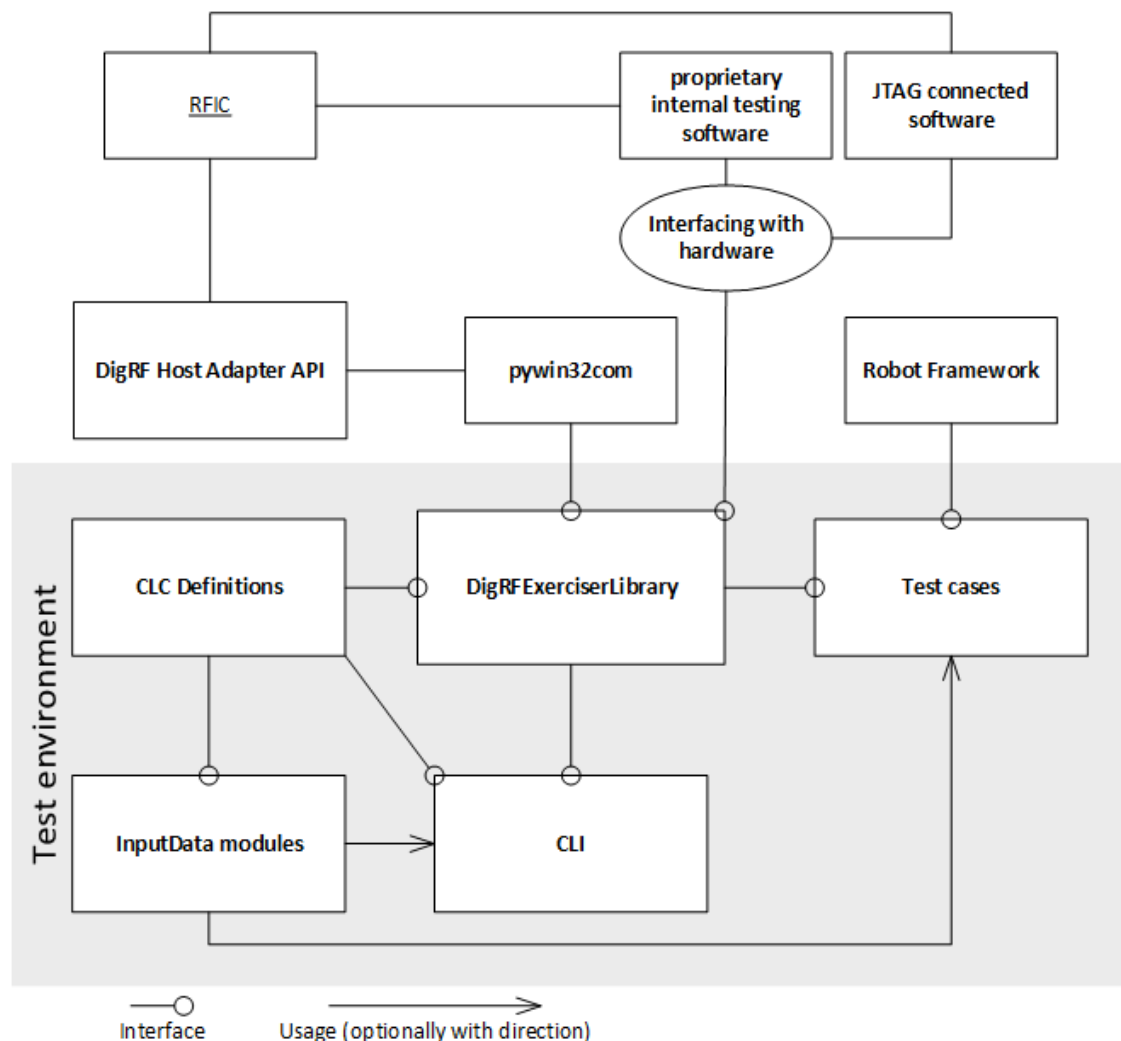 RFIC
proprietary
internal testing
software
JTAG connected
software
Interfacing with
hardware
DigRF Host Adapter API
pywin32com
Robot Framework
Test environment
CLC Definitions
DigRFExerciserLibrary
Test cases
InputData modules
CLI
Interface
Usage (optionally with direction)